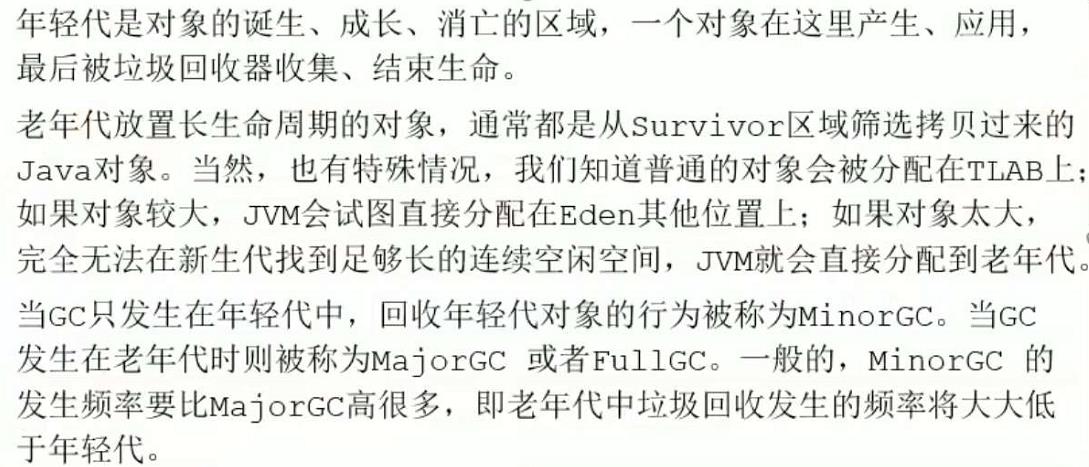 年轻代是对象的诞生、成长、消亡的区域，一个对象在这里产生、应用，
最后被垃圾回收器收集、结束生命。
老年代放置长生命周期的对象，通常都是从Survivor区域筛选拷贝过来的
Java对象。当然，也有特殊情况，我们知道普通的对象会被分配在TLAB上；
如果对象较大，JVM会试图直接分配在Eden其他位置上；如果对象太大，
完全无法在新生代找到足够长的连续空闲空间，JVM就会直接分配到老年代。
当GC只发生在年轻代中，回收年轻代对象的行为被称为MinorGC。当GC
发生在老年代时则被称为MajorGC 或者FullGC。一般的，MinorGC 的
发生频率要比MajorGC高很多，即老年代中垃圾回收发生的频率将大大低
于年轻代。